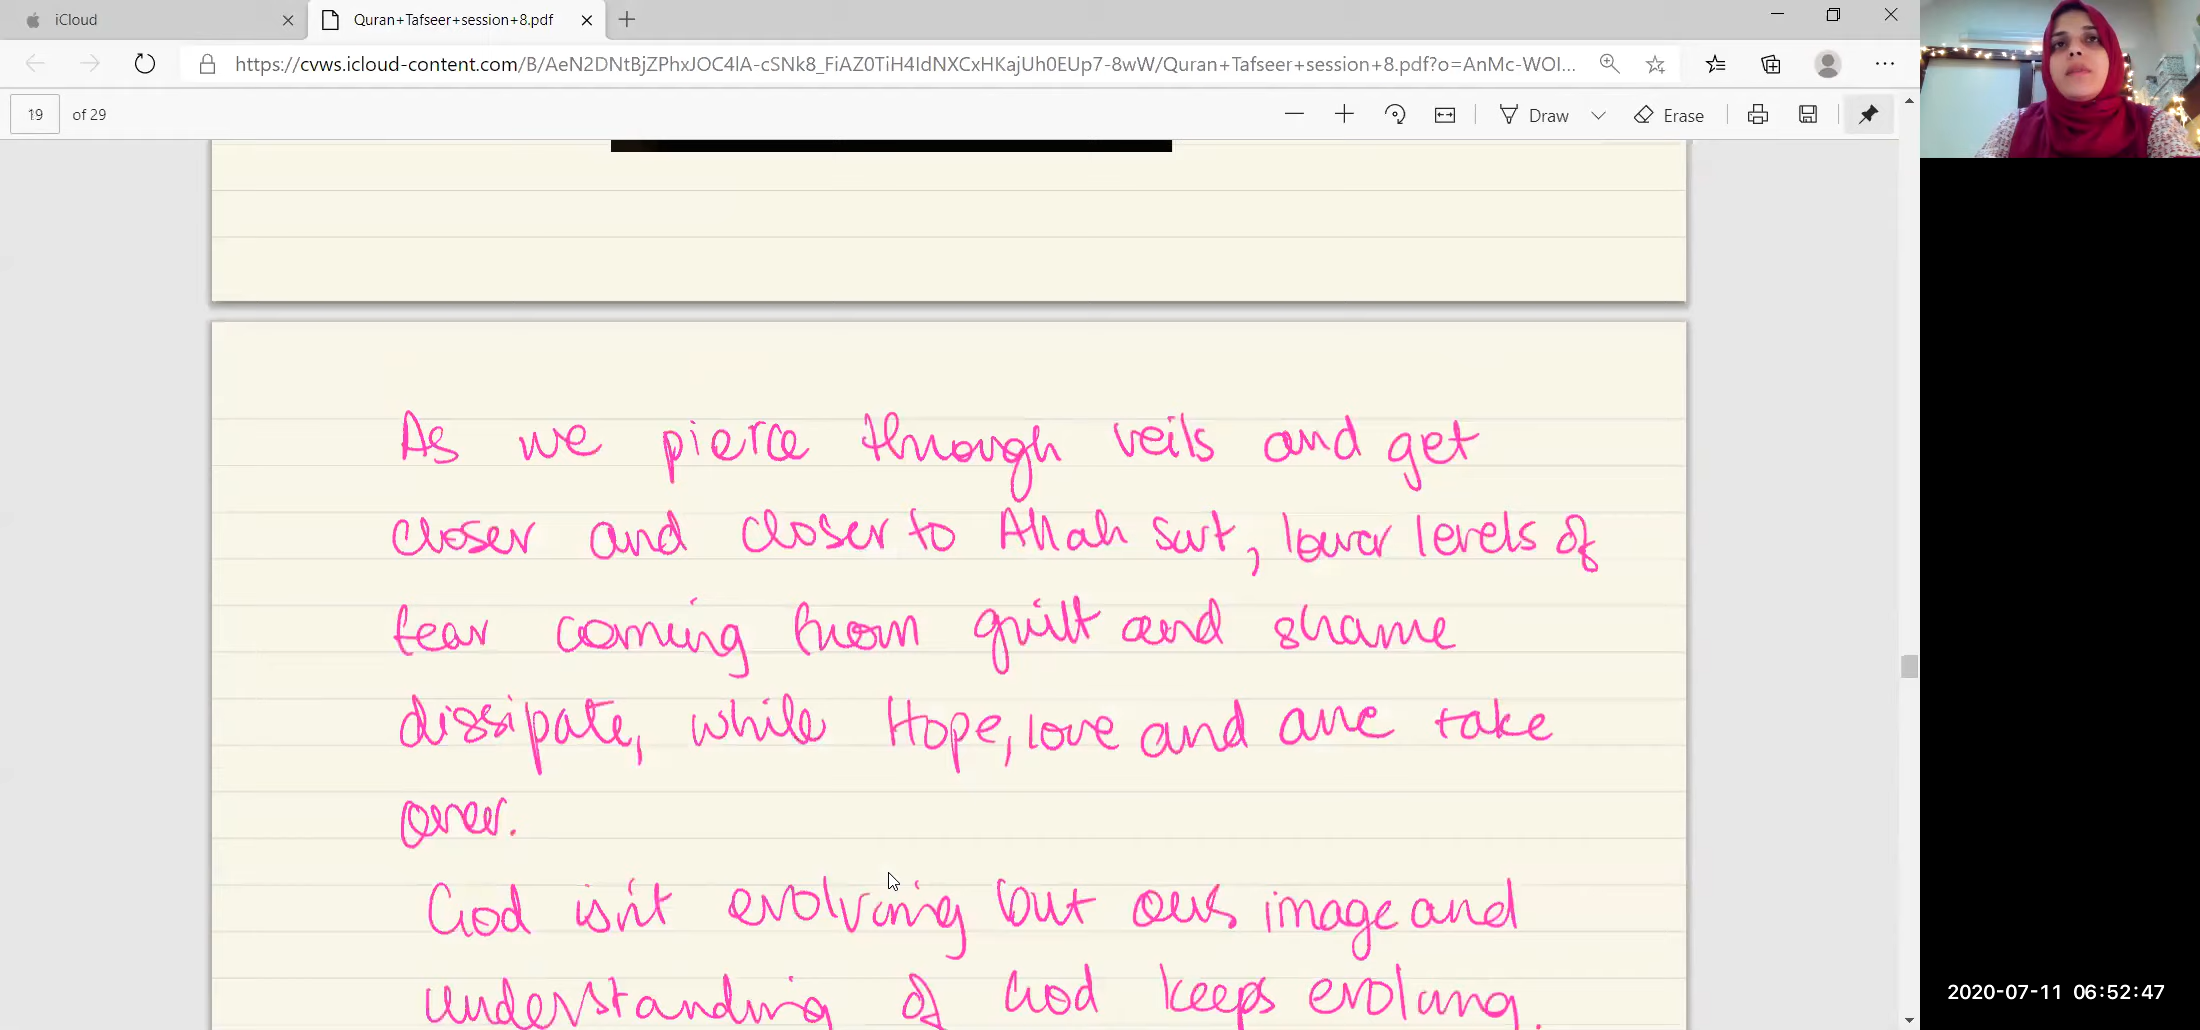 iCloud
Quran+Tafseer+session+8.pdf
https://cvws.icloud-content.com/B/AeN2DNtBjZPhxJOC4lA-cSNk8_FiAZ0TiH4IdNXCxHKajUh0EUp7-8wW/Quran+Tafseer+session+8.pdf?o=AnMc-WOI...
19 of 29
Draw
Erase
As we pierce through veils and get
closer and closer to Allah swt, lower levels of
fear coming from guilt and shame
dissipate, while Hope, love and awe take
over.
God isn't evolving but our image and
understanding of God keeps evolving.
2020-07-11 06:52:47